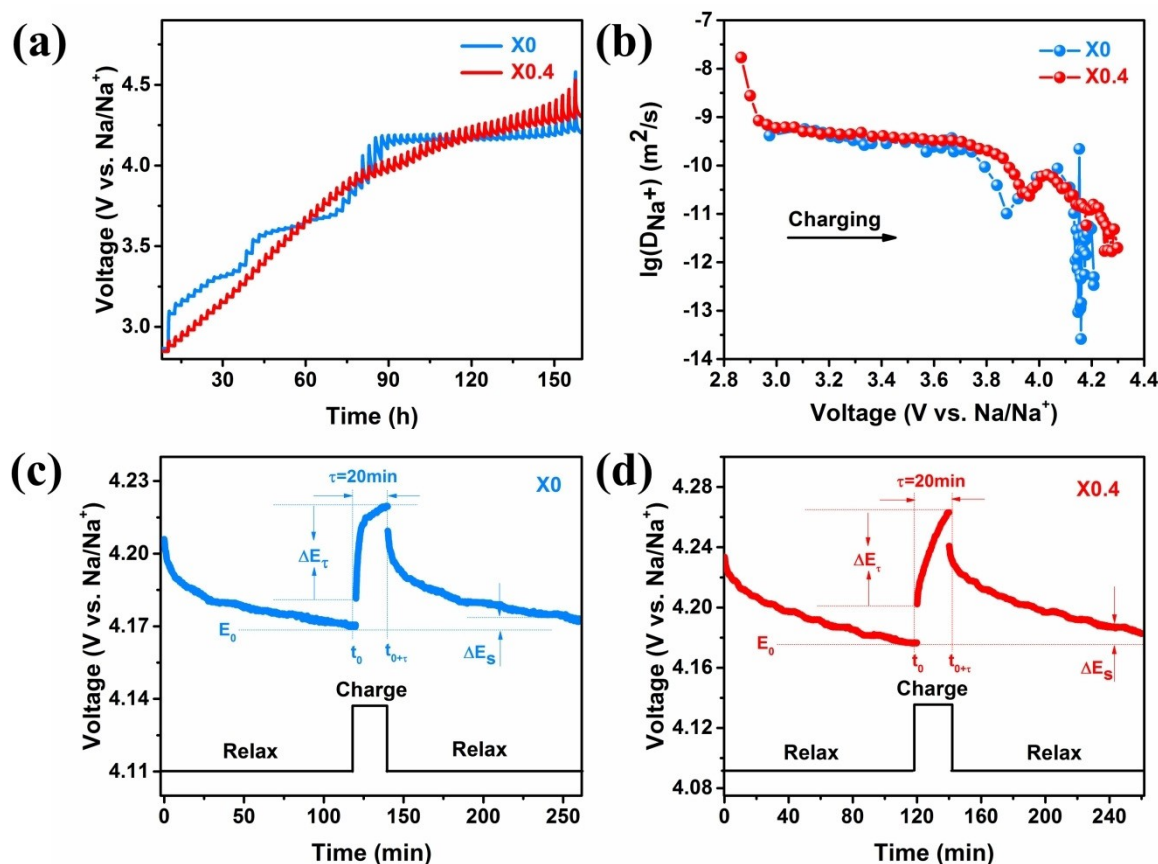 (a)
X0
X0.4
4.5
4.0
3.5
3.0
Voltage (V vs. Na/Na+)
30
60
90
120
150
Time (h)
(b)
X0
X0.4
-7
-8
-9
-10
-11
-12
-13
-14
lg(DNa+) (m2/s)
Charging
2.8
3.0
3.2
3.4
3.6
3.8
4.0
4.2
4.4
Voltage (V vs. Na/Na+)
(c)
X0
τ=20min
4.23
4.20
4.17
4.14
4.11
Voltage (V vs. Na/Na+)
ΔEτ
E0
t0
t0+τ
ΔEs
Charge
Relax
Relax
0
50
100
150
200
250
Time (min)
(d)
X0.4
τ=20min
4.28
4.24
4.20
4.16
4.12
4.08
Voltage (V vs. Na/Na+)
ΔEτ
E0
t0
t0+τ
ΔEs
Charge
Relax
Relax
0
40
80
120
160
200
240
Time (min)